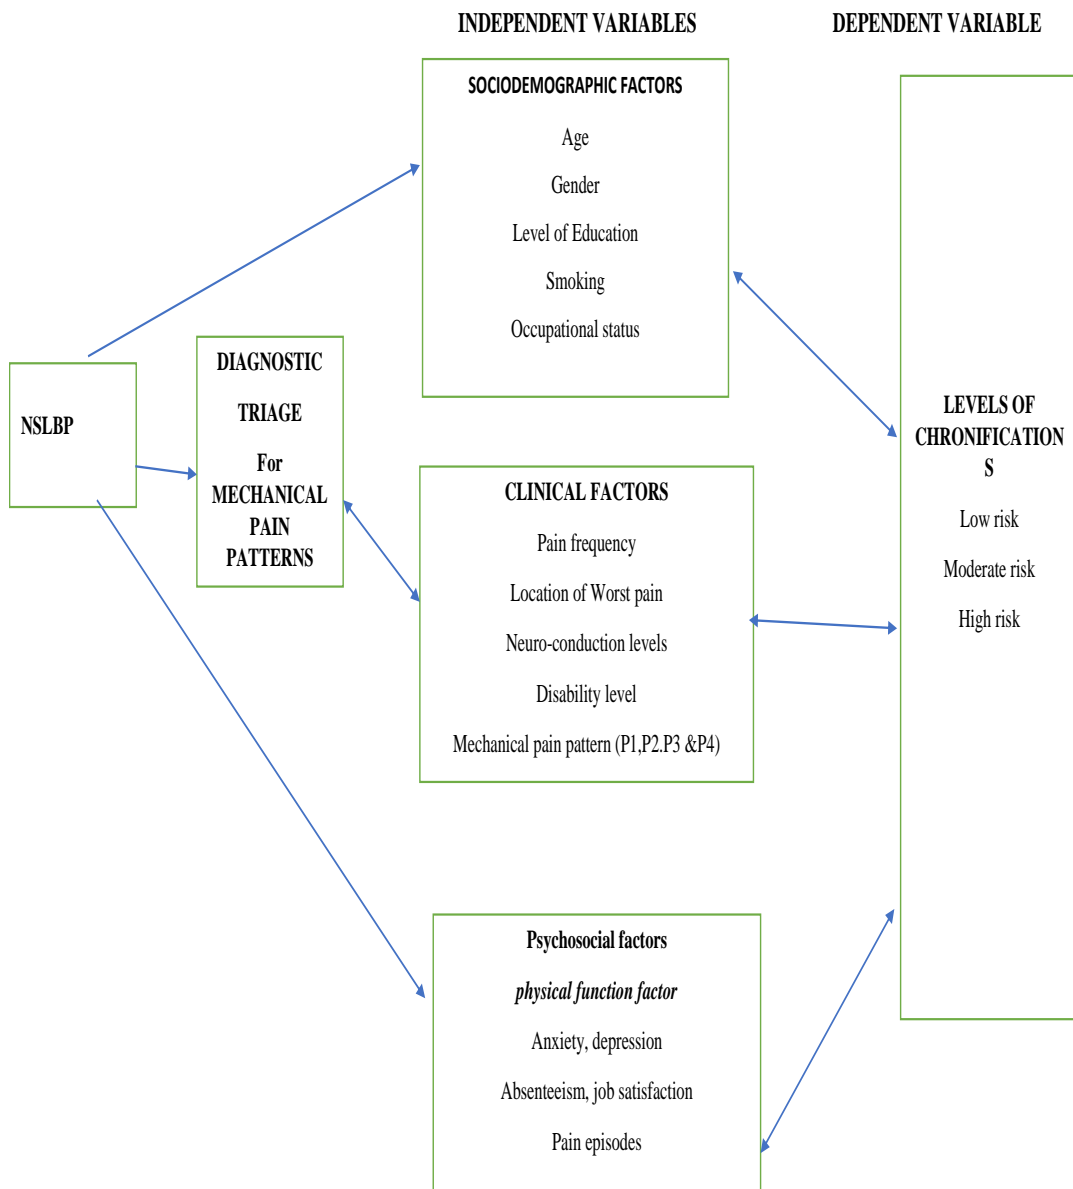 INDEPENDENT VARIABLES
DEPENDENT VARIABLE
SOCIODEMOGRAPHIC FACTORS
Age
Gender
Level of Education
Smoking
Occupational status
NSLBP
DIAGNOSTIC
TRIAGE
For
MECHANICAL
PAIN
PATTERNS
CLINICAL FACTORS
Pain frequency
Location of Worst pain
Neuro-conduction levels
Disability level
Mechanical pain pattern (P1,P2.P3 &P4)
Psychosocial factors
physical function factor
Anxiety, depression
Absenteeism, job satisfaction
Pain episodes
LEVELS OF
CHRONIFICATION
S
Low risk
Moderate risk
High risk